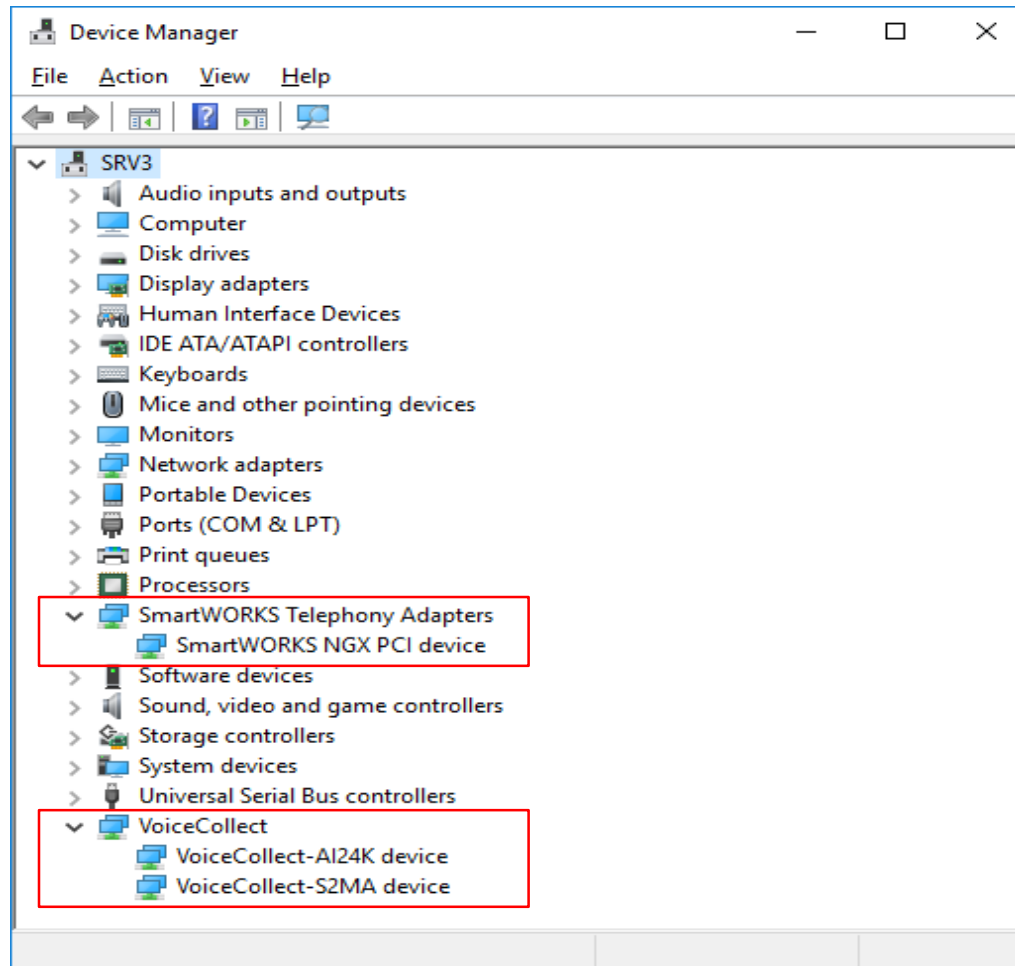 Device Manager
File Action View Help
SRV3
Audio inputs and outputs
Computer
Disk drives
Display adapters
Human Interface Devices
IDE ATA/ATAPI controllers
Keyboards
Mice and other pointing devices
Monitors
Network adapters
Portable Devices
Ports (COM & LPT)
Print queues
Processors
SmartWORKS Telephony Adapters
SmartWORKS NGX PCI device
Software devices
Sound, video and game controllers
Storage controllers
System devices
Universal Serial Bus controllers
VoiceCollect
VoiceCollect-AI24K device
VoiceCollect-S2MA device